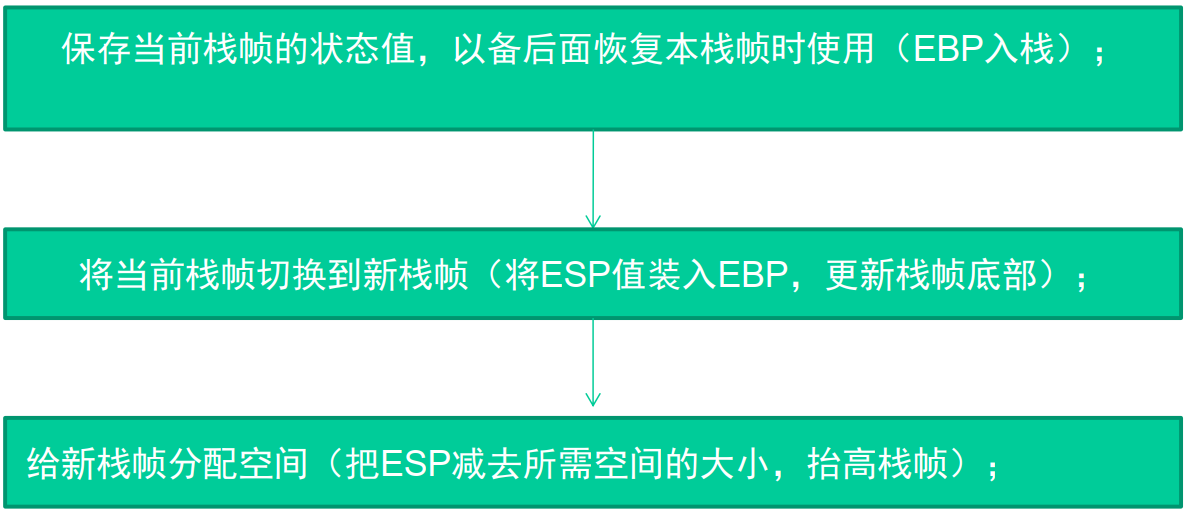 保存当前栈帧的状态值，以备后面恢复本栈帧时使用（EBP入栈）；
将当前栈帧切换到新栈帧（将ESP值装入EBP，更新栈帧底部）；
给新栈帧分配空间（把ESP减去所需空间的大小，抬高栈帧）；